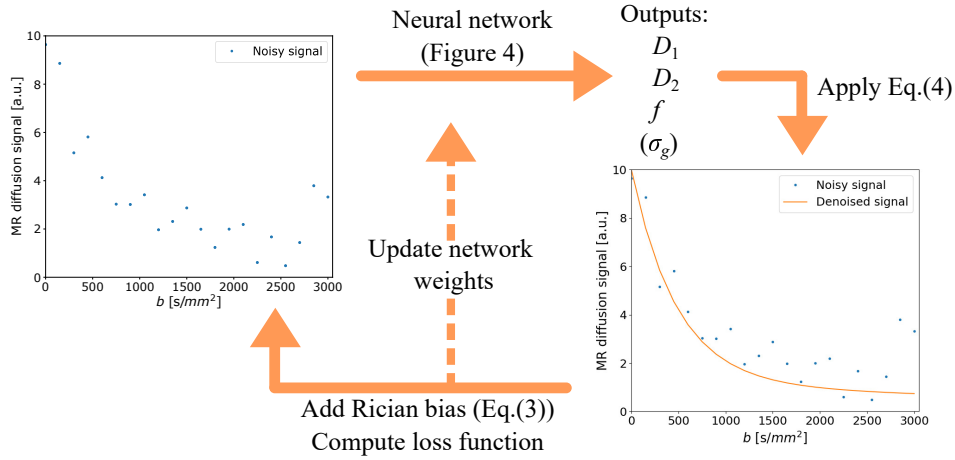 Neural network
(Figure 4)
Outputs:
D₁
D₂
f
(σg)
Apply Eq.(4)
MR diffusion signal [a.u.]
10
8
6
4
2
0
Noisy signal
0 500 1000 1500 2000 2500 3000
b [s/mm²]
MR diffusion signal [a.u.]
10
8
6
4
2
0
Noisy signal
Denoised signal
0 500 1000 1500 2000 2500 3000
b [s/mm²]
Update network
weights
Add Rician bias (Eq.(3))
Compute loss function